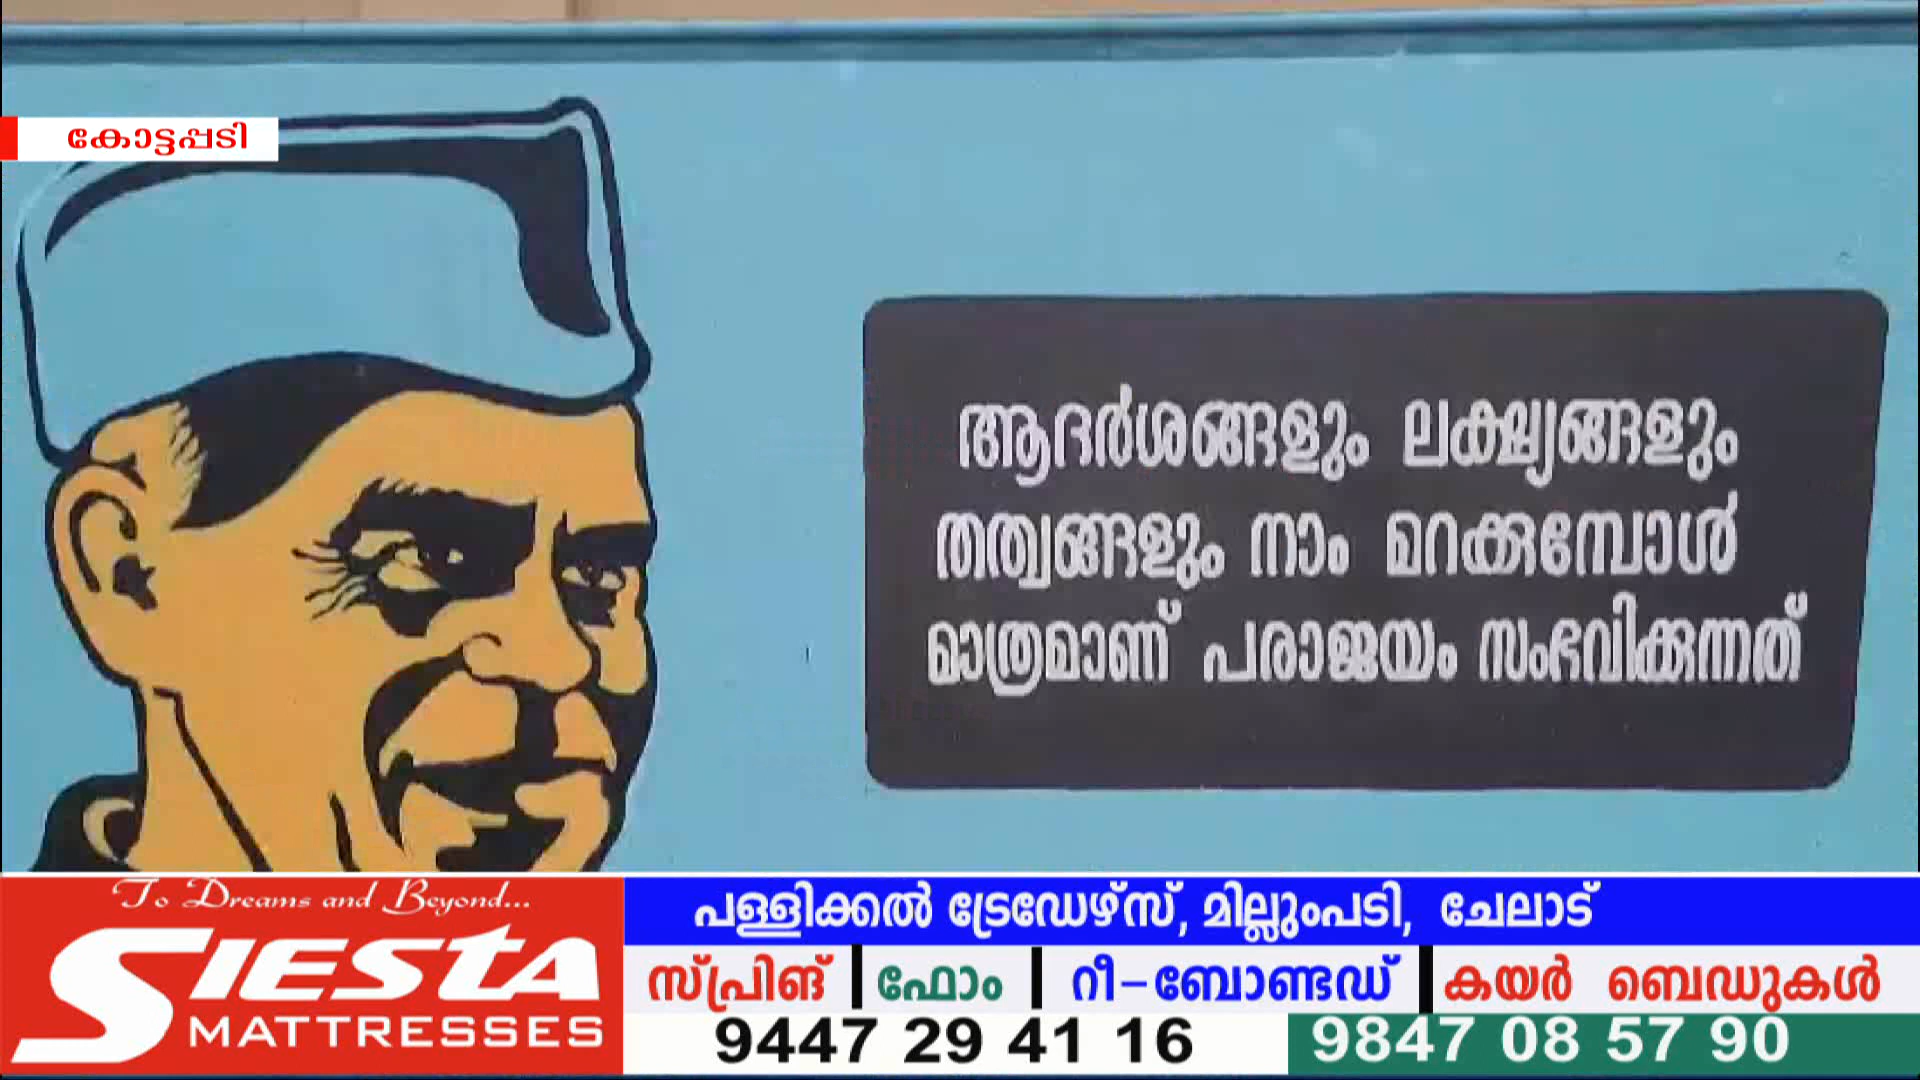 കോട്ടപ്പടി
ആദർശങ്ങളും ലക്ഷ്യങ്ങളും
തത്വങ്ങളും നാം മറക്കുമ്പോൾ
മാത്രമാണ് പരാജയം സംഭവിക്കുന്നത്
To Dreams and Beyond...
SIESTA
MATTRESSES
പള്ളിക്കൽ ട്രേഡേഴ്സ്, മില്ലുംപടി, ചേലാട്
സ്പ്രിങ് | ഫോം | റീ-ബോണ്ടഡ് | കയർ ബെഡുകൾ
9447 29 41 16 9847 08 57 90